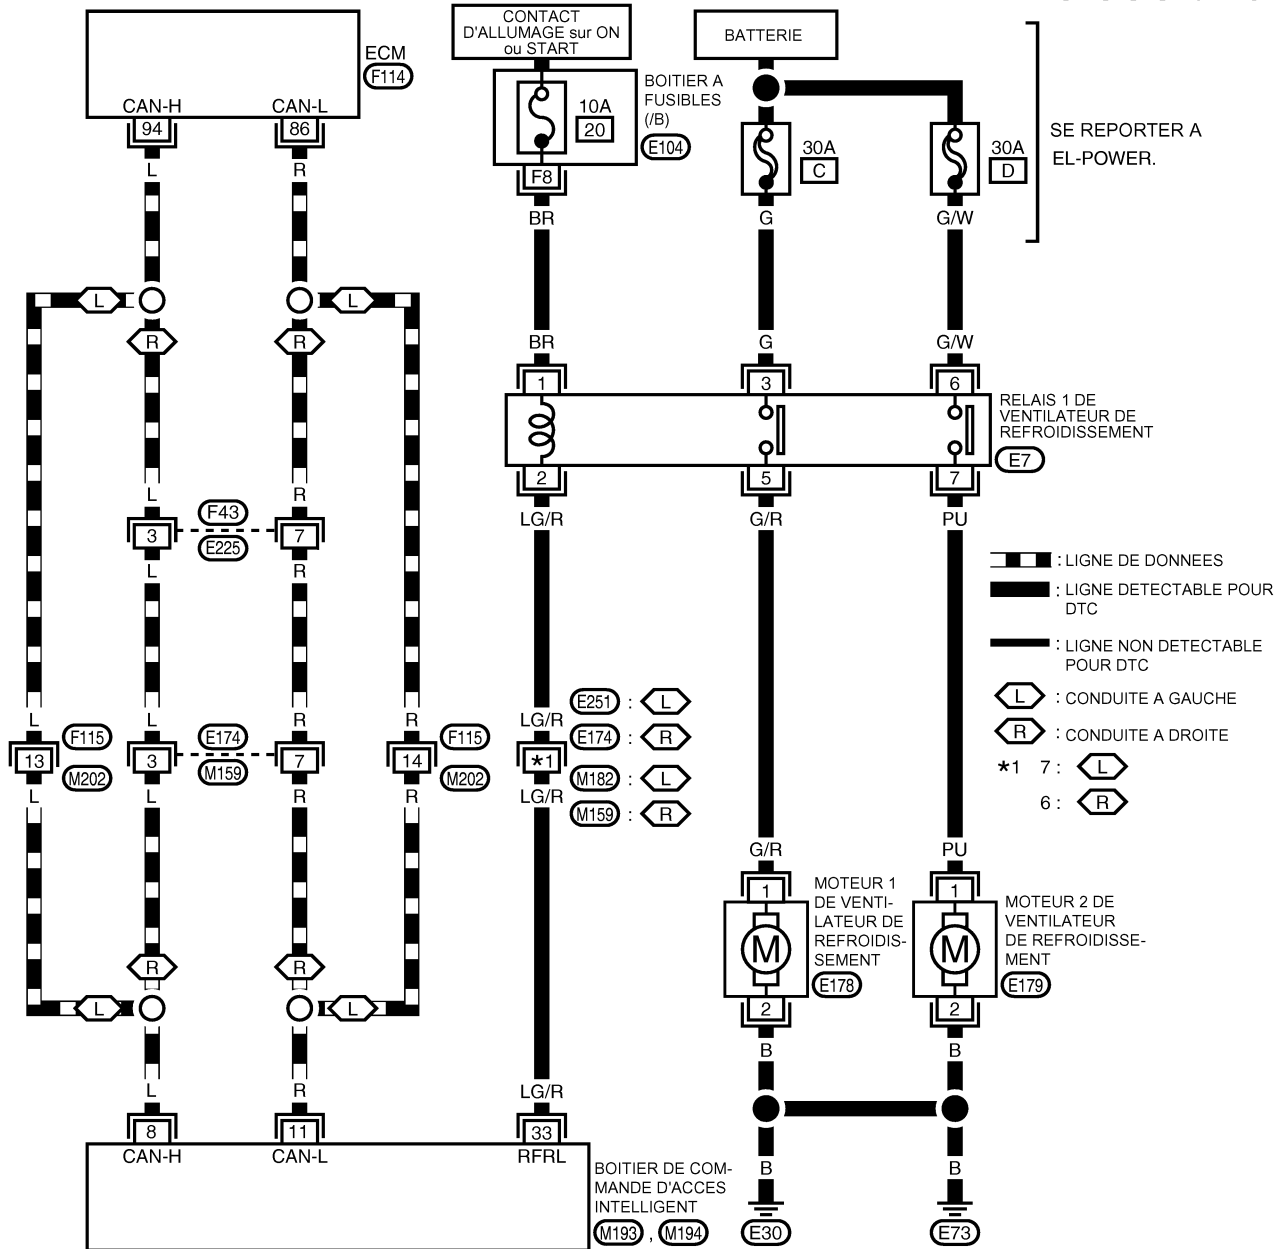 CONTACT
D'ALLUMAGE sur ON
ou START
BATTERIE
ECM
F114
CAN-H
CAN-L
94
86
10A
20
BOITIER A
FUSIBLES
(/B)
E104
F8
30A
C
30A
D
SE REPORTER A
EL-POWER.
L
R
BR
G
G/W
L
L
R
R
BR
G
G/W
1
3
6
RELAIS 1 DE
VENTILATEUR DE
REFROIDISSEMENT
E7
2
5
7
L
R
LG/R
G/R
PU
3
F43
E225
7
L
R
: LIGNE DE DONNEES
: LIGNE DETECTABLE POUR
DTC
: LIGNE NON DETECTABLE
POUR DTC
L : CONDUITE A GAUCHE
R : CONDUITE A DROITE
*1 7 : L
6 : R
L
L
R
R
LG/R
E251 : L
E174 : R
M182 : L
M159 : R
13
F115
M202
3
E174
M159
7
14
F115
M202
*1
L
L
R
R
LG/R
G/R
PU
1
1
MOTEUR 1
DE VENTI-
LATEUR DE
REFROIDIS-
SEMENT
E178
M
M
MOTEUR 2 DE
VENTILATEUR
DE REFROIDISSE-
MENT
E179
2
2
R
R
L
L
B
B
L
R
LG/R
8
11
33
CAN-H
CAN-L
RFRL
BOITIER DE COM-
MANDE D'ACCES
INTELLIGENT
M193 , M194
B
B
E30
E73